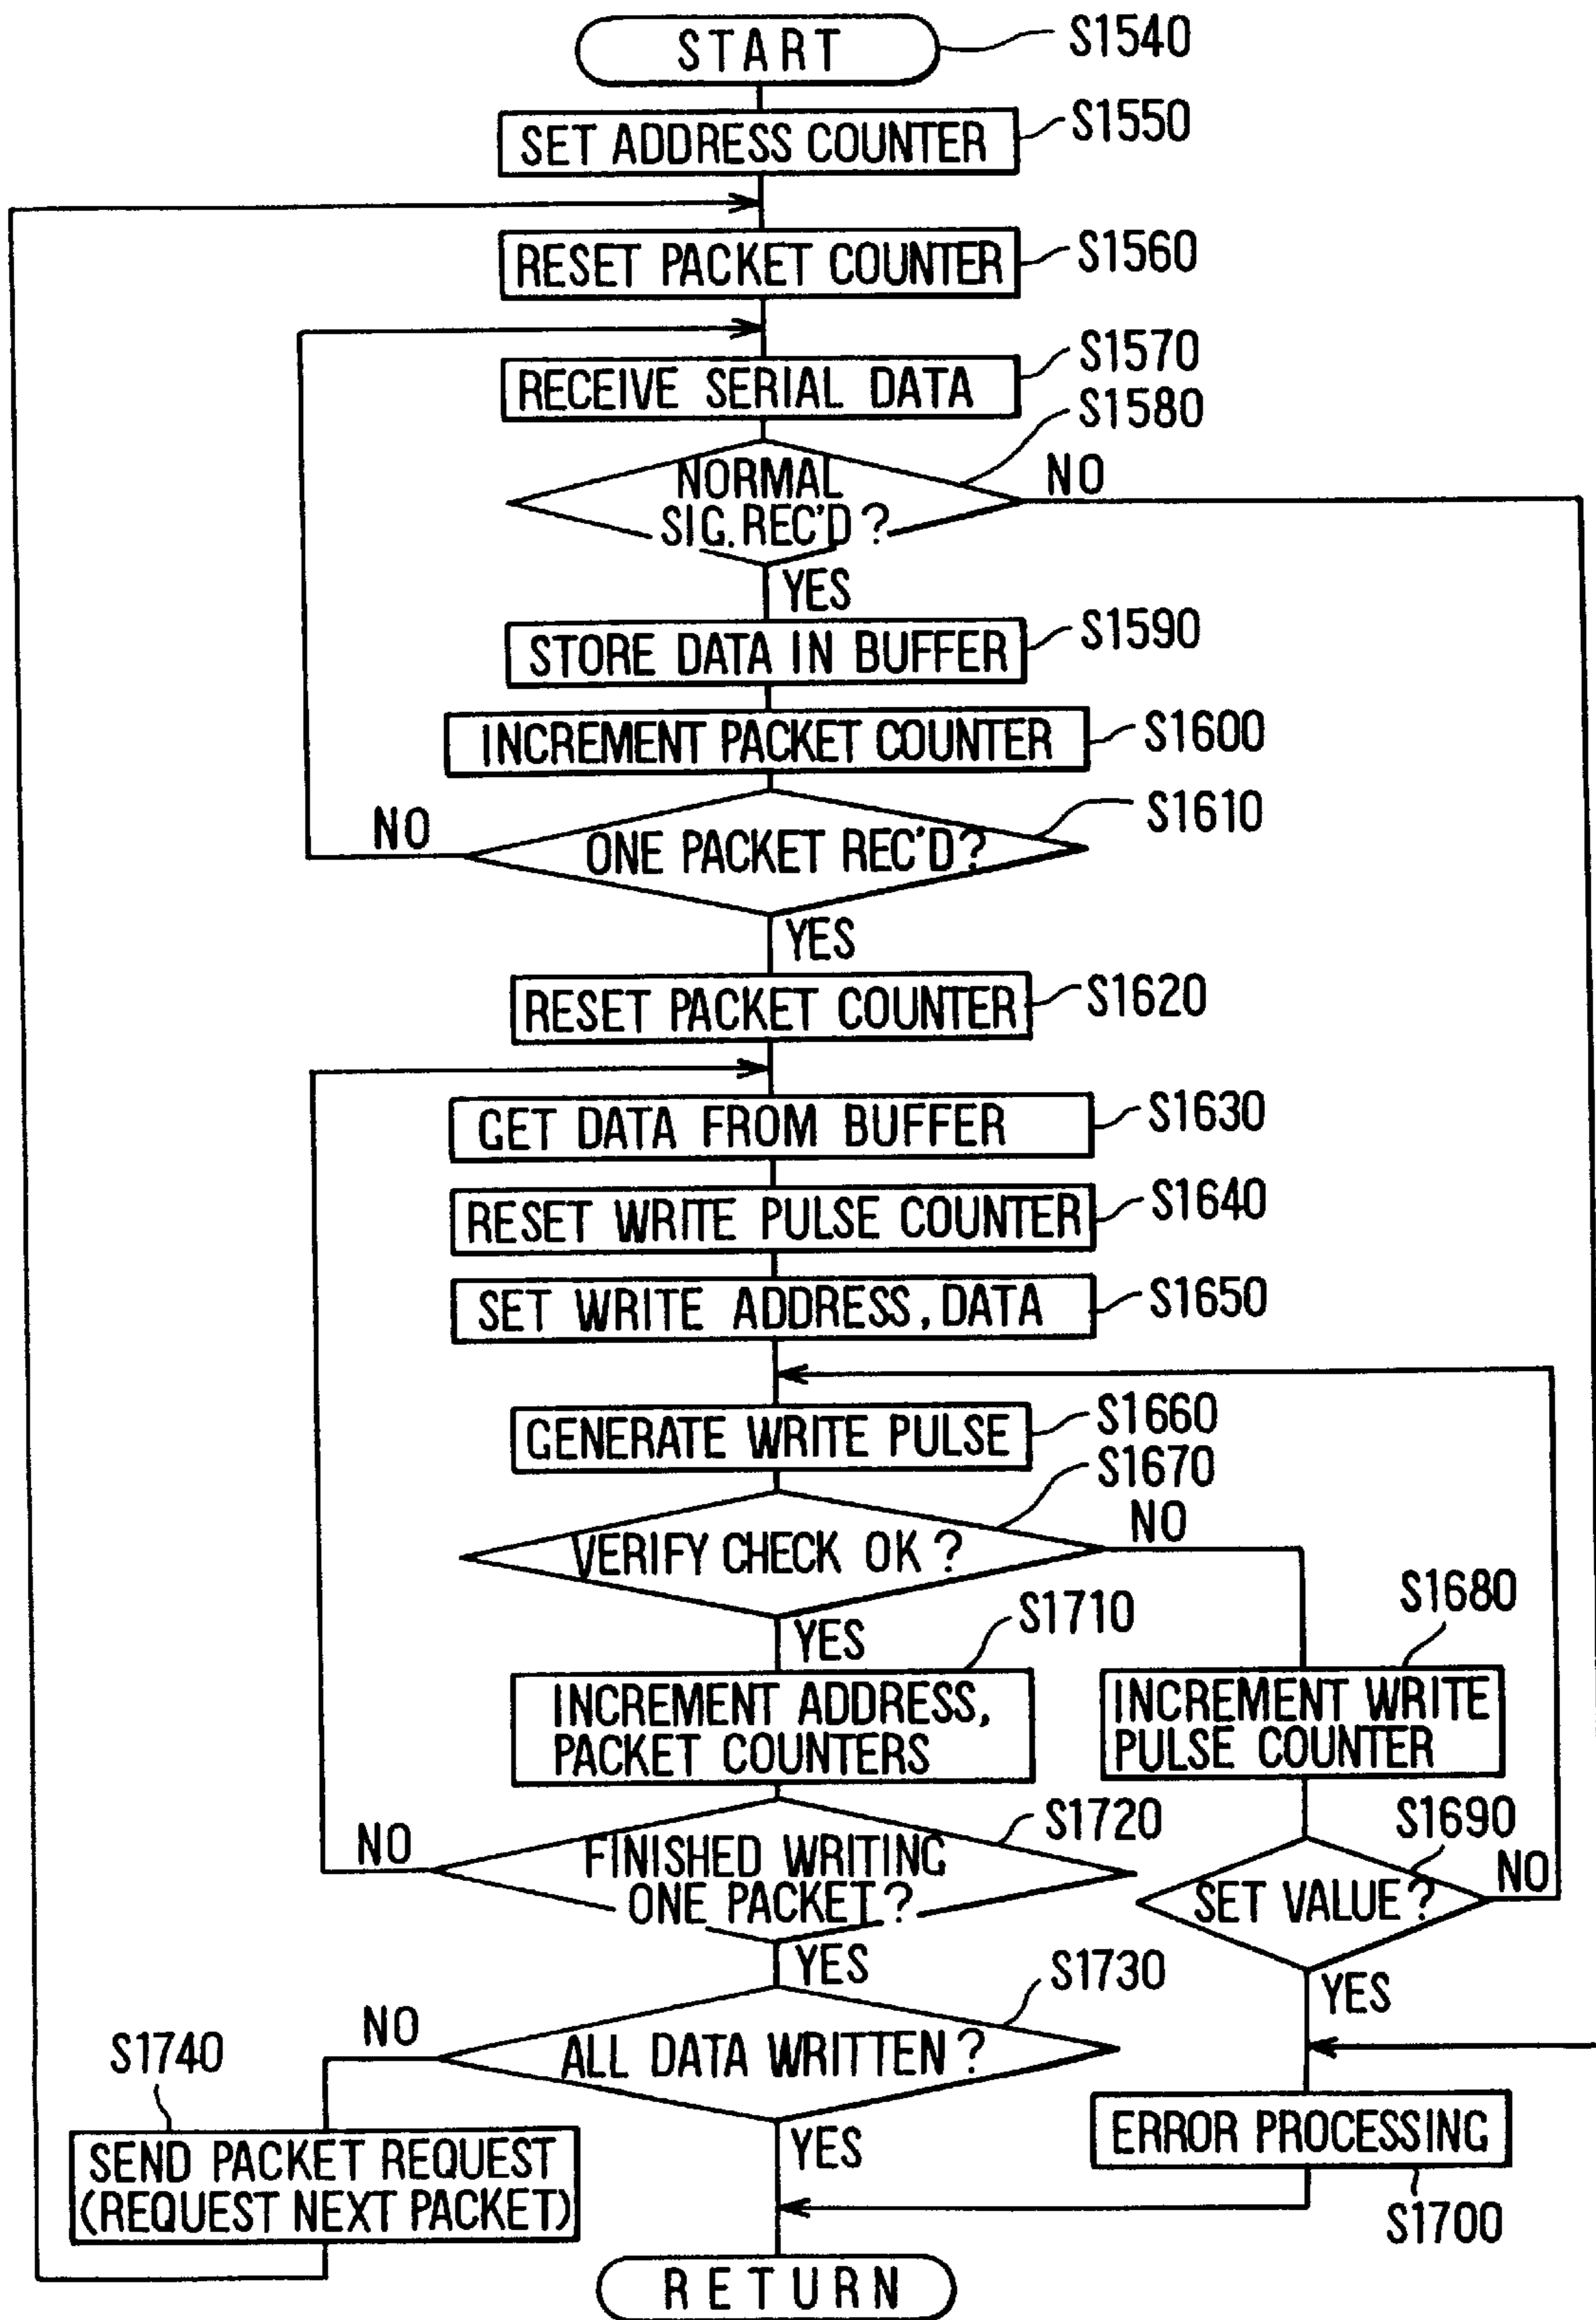 START
S1540
SET ADDRESS COUNTER
S1550
RESET PACKET COUNTER
S1560
RECEIVE SERIAL DATA
S1570
NORMAL
SIG. REC'D?
S1580
NO
YES
STORE DATA IN BUFFER
S1590
INCREMENT PACKET COUNTER
S1600
ONE PACKET REC'D?
S1610
NO
YES
RESET PACKET COUNTER
S1620
GET DATA FROM BUFFER
S1630
RESET WRITE PULSE COUNTER
S1640
SET WRITE ADDRESS, DATA
S1650
GENERATE WRITE PULSE
S1660
VERIFY CHECK OK?
S1670
NO
YES
INCREMENT ADDRESS,
PACKET COUNTERS
S1710
INCREMENT WRITE
PULSE COUNTER
S1680
FINISHED WRITING
ONE PACKET?
S1720
NO
YES
SET VALUE?
S1690
NO
YES
ALL DATA WRITTEN?
S1730
NO
YES
SEND PACKET REQUEST
(REQUEST NEXT PACKET)
S1740
ERROR PROCESSING
S1700
RETURN